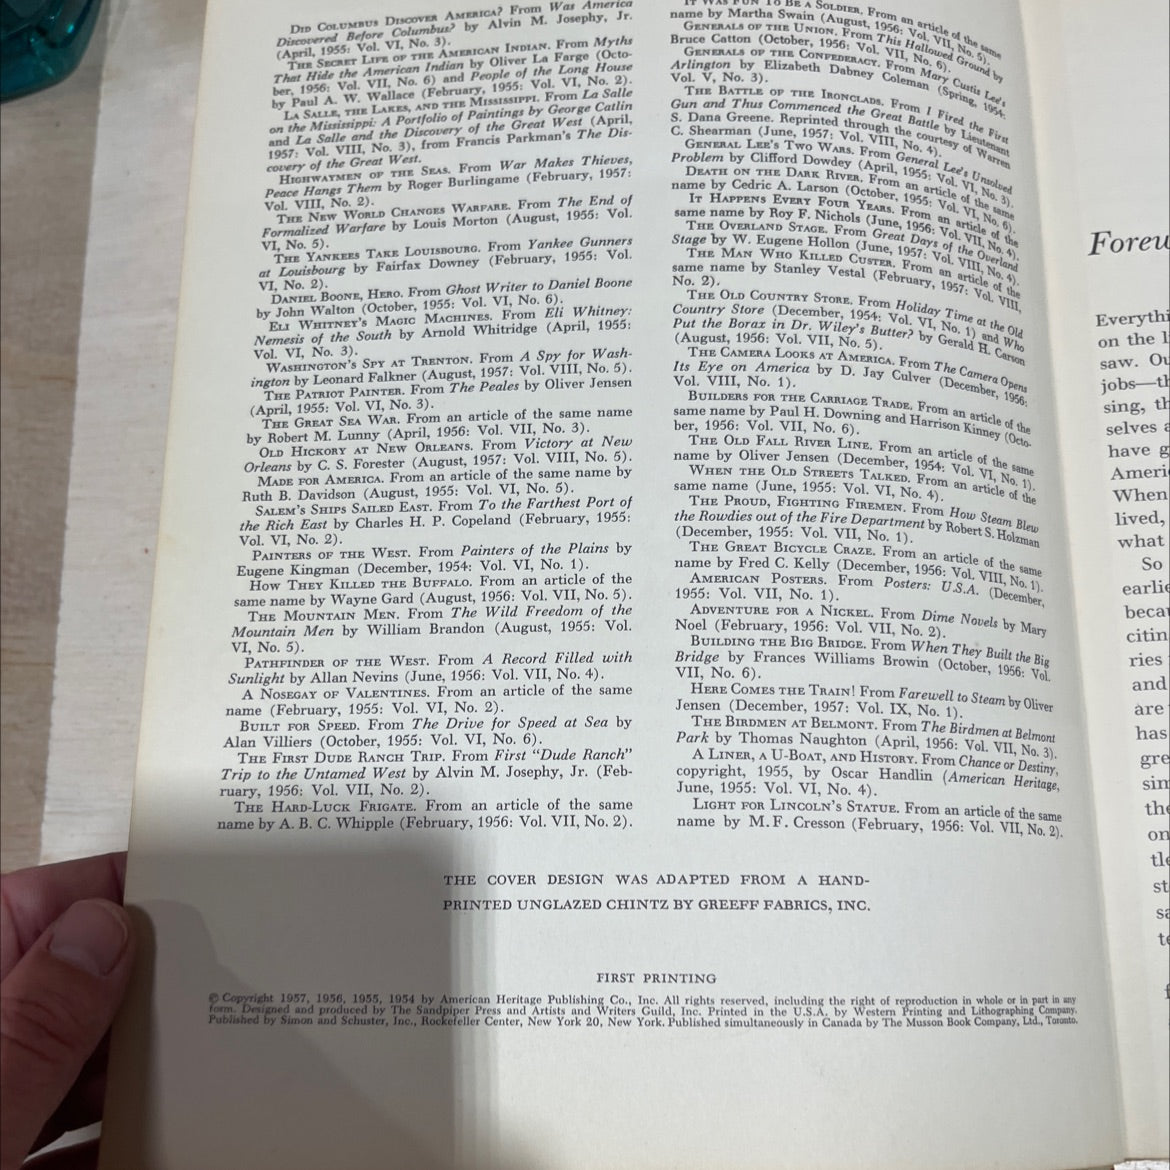 DID COLUMBUS DISCOVER AMERICA? From Was America
Discovered Before Columbus? by Alvin M. Josephy, Jr.
(April, 1955: Vol. VI, No. 3).
THE SECRET LIFE OF THE AMERICAN INDIAN. From Myths
That Hide the American Indian by Oliver La Farge (Octo-
ber, 1956: Vol. VII, No. 6) and People of the Long House
by Paul A. W. Wallace (February, 1955: Vol. VI, No. 2).
LA SALLE, THE LAKES, AND THE MISSISSIPPI. From La Salle
on the Mississippi: A Portfolio of Paintings by George Catlin
and La Salle and the Discovery of the Great West (April,
1957: Vol. VIII, No. 3), from Francis Parkman's The Dis-
covery of the Great West.
HIGHWAYMEN OF THE SEAS. From War Makes Thieves,
Peace Hangs Them by Roger Burlingame (February, 1957:
Vol. VIII, No. 2).
THE NEW WORLD CHANGES WARFARE. From The End of
Formalized Warfare by Louis Morton (August, 1955: Vol.
VI, No. 5).
THE YANKEES TAKE LOUISBOURG. From Yankee Gunners
at Louisbourg by Fairfax Downey (February, 1955: Vol.
VI, No. 2).
DANIEL BOONE, HERO. From Ghost Writer to Daniel Boone
by John Walton (October, 1955: Vol. VI, No. 6).
ELI WHITNEY'S MAGIC MACHINES. From Eli Whitney:
Nemesis of the South by Arnold Whitridge (April, 1955:
Vol. VI, No. 3).
WASHINGTON'S SPY AT TRENTON. From A Spy for Wash-
ington by Leonard Falkner (August, 1957: Vol. VIII, No. 5).
THE PATRIOT PAINTER. From The Peales by Oliver Jensen
(April, 1955: Vol. VI, No. 3).
THE GREAT SEA WAR. From an article of the same name
by Robert M. Lunny (April, 1956: Vol. VII, No. 3).
OLD HICKORY AT NEW ORLEANS. From Victory at New
Orleans by C. S. Forester (August, 1957: Vol. VIII, No. 5).
MADE FOR AMERICA. From an article of the same name by
Ruth B. Davidson (August, 1955: Vol. VI, No. 5).
SALEM'S SHIPS SAILED EAST. From To the Farthest Port of
the Rich East by Charles H. P. Copeland (February, 1955:
Vol. VI, No. 2).
PAINTERS OF THE WEST. From Painters of the Plains by
Eugene Kingman (December, 1954: Vol. VI, No. 1).
HOW THEY KILLED THE BUFFALO. From an article of the
same name by Wayne Gard (August, 1956: Vol. VII, No. 5).
THE MOUNTAIN MEN. From The Wild Freedom of the
Mountain Men by William Brandon (August, 1955: Vol.
VI, No. 5).
PATHFINDER OF THE WEST. From A Record Filled with
Sunlight by Allan Nevins (June, 1956: Vol. VII, No. 4).
A NOSEGAY OF VALENTINES. From an article of the same
name (February, 1955: Vol. VI, No. 2).
BUILT FOR SPEED. From The Drive for Speed at Sea by
Alan Villiers (October, 1955: Vol. VI, No. 6).
THE FIRST DUDE RANCH TRIP. From First "Dude Ranch"
Trip to the Untamed West by Alvin M. Josephy, Jr. (Feb-
ruary, 1956: Vol. VII, No. 2).
THE HARD-LUCK FRIGATE. From an article of the same
name by A. B. C. Whipple (February, 1956: Vol. VII, No. 2).
IT WAS FUN TO BE A SOLDIER. From an article of the same
name by Martha Swain (August, 1956: Vol, VII, No. 5).
GENERALS OF THE UNION. From This Hallowed Ground by
Bruce Catton (October, 1956: Vol. VII, No. 6).
GENERALS OF THE CONFEDERACY. From Mary Custis Lee's
Arlington by Elizabeth Dabney Coleman (Spring, 1954:
Vol. V, No. 3).
THE BATTLE OF THE IRONCLADS. From I Fired the First
Gun and Thus Commenced the Great Battle by Lieutenant
S. Dana Greene. Reprinted through the courtesy of Warren
C. Shearman (June, 1957: Vol. VIII, No. 4).
GENERAL LEE'S TWO WARS. From General Lee's Unsolved
Problem by Clifford Dowdey (April, 1955: Vol. VI, No. 3).
DEATH ON THE DARK RIVER. From an article of the same
name by Cedric A. Larson (October, 1955: Vol. VI, No. 6).
IT HAPPENS EVERY FOUR YEARS. From an article of the
same name by Roy F. Nichols (June, 1956: Vol. VII, No. 4).
THE OVERLAND STAGE. From Great Days of the Overland
Stage by W. Eugene Hollon (June, 1957: Vol. VIII, No. 4).
THE MAN WHO KILLED CUSTER. From an article of the
same name by Stanley Vestal (February, 1957: Vol. VIII,
No. 2).
THE OLD COUNTRY STORE. From Holiday Time at the Old
Country Store (December, 1954: Vol. VI, No. 1) and Who
Put the Borax in Dr. Wiley's Butter? by Gerald H. Carson
(August, 1956: Vol. VII, No. 5).
THE CAMERA LOOKS AT AMERICA. From The Camera Opens
Its Eye on America by D. Jay Culver (December, 1956:
Vol. VIII, No. 1).
BUILDERS FOR THE CARRIAGE TRADE. From an article of the
same name by Paul H. Downing and Harrison Kinney (Octo-
ber, 1956: Vol. VII, No. 6).
THE OLD FALL RIVER LINE. From an article of the same
name by Oliver Jensen (December, 1954: Vol. VI, No. 1).
WHEN THE OLD STREETS TALKED. From an article of the
same name (June, 1955: Vol. VI, No. 4).
THE PROUD, FIGHTING FIREMEN. From How Steam Blew
the Rowdies out of the Fire Department by Robert S. Holzman
(December, 1955: Vol. VII, No. 1).
THE GREAT BICYCLE CRAZE. From an article of the same
name by Fred C. Kelly (December, 1956: Vol. VIII, No. 1).
AMERICAN POSTERS. From Posters: U.S.A. (December,
1955: Vol. VII, No. 1).
ADVENTURE FOR A NICKEL. From Dime Novels by Mary
Noel (February, 1956: Vol. VII, No. 2).
BUILDING THE BIG BRIDGE. From When They Built the Big
Bridge by Frances Williams Browin (October, 1956: Vol.
VII, No. 6).
HERE COMES THE TRAIN! From Farewell to Steam by Oliver
Jensen (December, 1957: Vol. IX, No. 1).
THE BIRDMEN AT BELMONT. From The Birdmen at Belmont
Park by Thomas Naughton (April, 1956: Vol. VII, No. 3).
A LINER, A U-BOAT, AND HISTORY. From Chance or Destiny,
copyright, 1955, by Oscar Handlin (American Heritage,
June, 1955: Vol. VI, No. 4).
LIGHT FOR LINCOLN'S STATUE. From an article of the same
name by M. F. Cresson (February, 1956: Vol. VII, No. 2).
THE COVER DESIGN WAS ADAPTED FROM A HAND-
PRINTED UNGLAZED CHINTZ BY GREEFF FABRICS, INC.
FIRST PRINTING
© Copyright 1957, 1956, 1955, 1954 by American Heritage Publishing Co., Inc. All rights reserved, including the right of reproduction in whole or in part in any
form. Designed and produced by The Sandpiper Press and Artists and Writers Guild, Inc. Printed in the U.S.A. by Western Printing and Lithographing Company.
Published by Simon and Schuster, Inc., Rockefeller Center, New York 20, New York. Published simultaneously in Canada by The Musson Book Company, Ltd., Toronto.
Forew
Everythi
on the l
saw. Ou
jobs—th
sing, th
selves a
have g
Ameri
When
lived,
what
So
earlie
becau
citin
ries
and
are
has
gre
sim
the
on
tle
st
sa
te
f